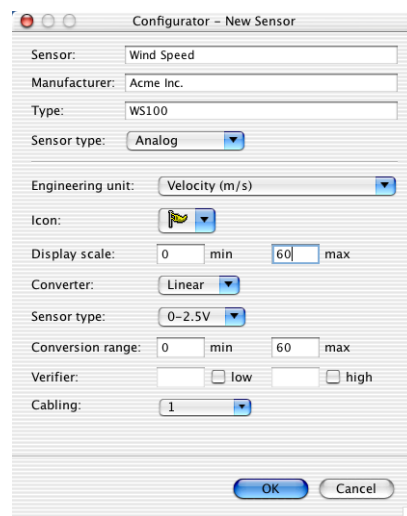 Configurator – New Sensor
Sensor: Wind Speed
Manufacturer: Acme Inc.
Type: WS100
Sensor type: Analog
Engineering unit: Velocity (m/s)
Icon:
Display scale: 0 min 60 max
Converter: Linear
Sensor type: 0-2.5V
Conversion range: 0 min 60 max
Verifier: low high
Cabling: 1
OK Cancel